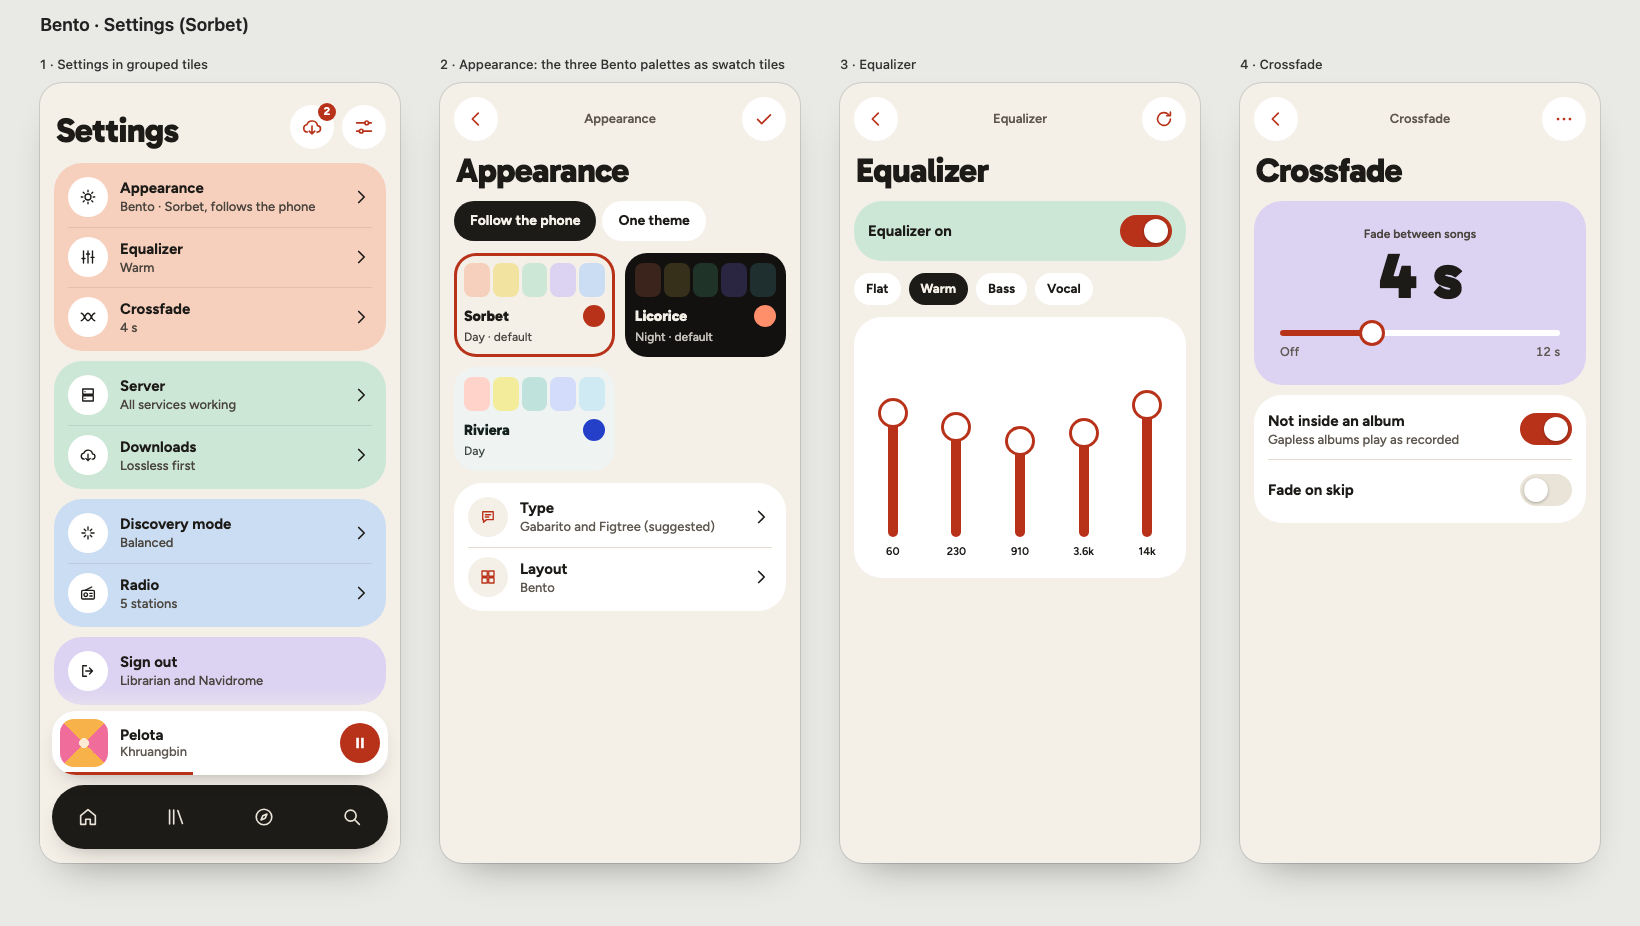 Bento · Settings (Sorbet)
1 · Settings in grouped tiles
Settings
2
Appearance
Bento · Sorbet, follows the phone
Equalizer
Warm
Crossfade
4 s
Server
All services working
Downloads
Lossless first
Discovery mode
Balanced
Radio
5 stations
Sign out
Librarian and Navidrome
Pelota
Khruangbin
2 · Appearance: the three Bento palettes as swatch tiles
Appearance
Appearance
Follow the phone
One theme
Sorbet
Day · default
Licorice
Night · default
Riviera
Day
Type
Gabarito and Figtree (suggested)
Layout
Bento
3 · Equalizer
Equalizer
Equalizer
Equalizer on
Flat
Warm
Bass
Vocal
60
230
910
3.6k
14k
4 · Crossfade
Crossfade
Crossfade
Fade between songs
4 s
Off
12 s
Not inside an album
Gapless albums play as recorded
Fade on skip